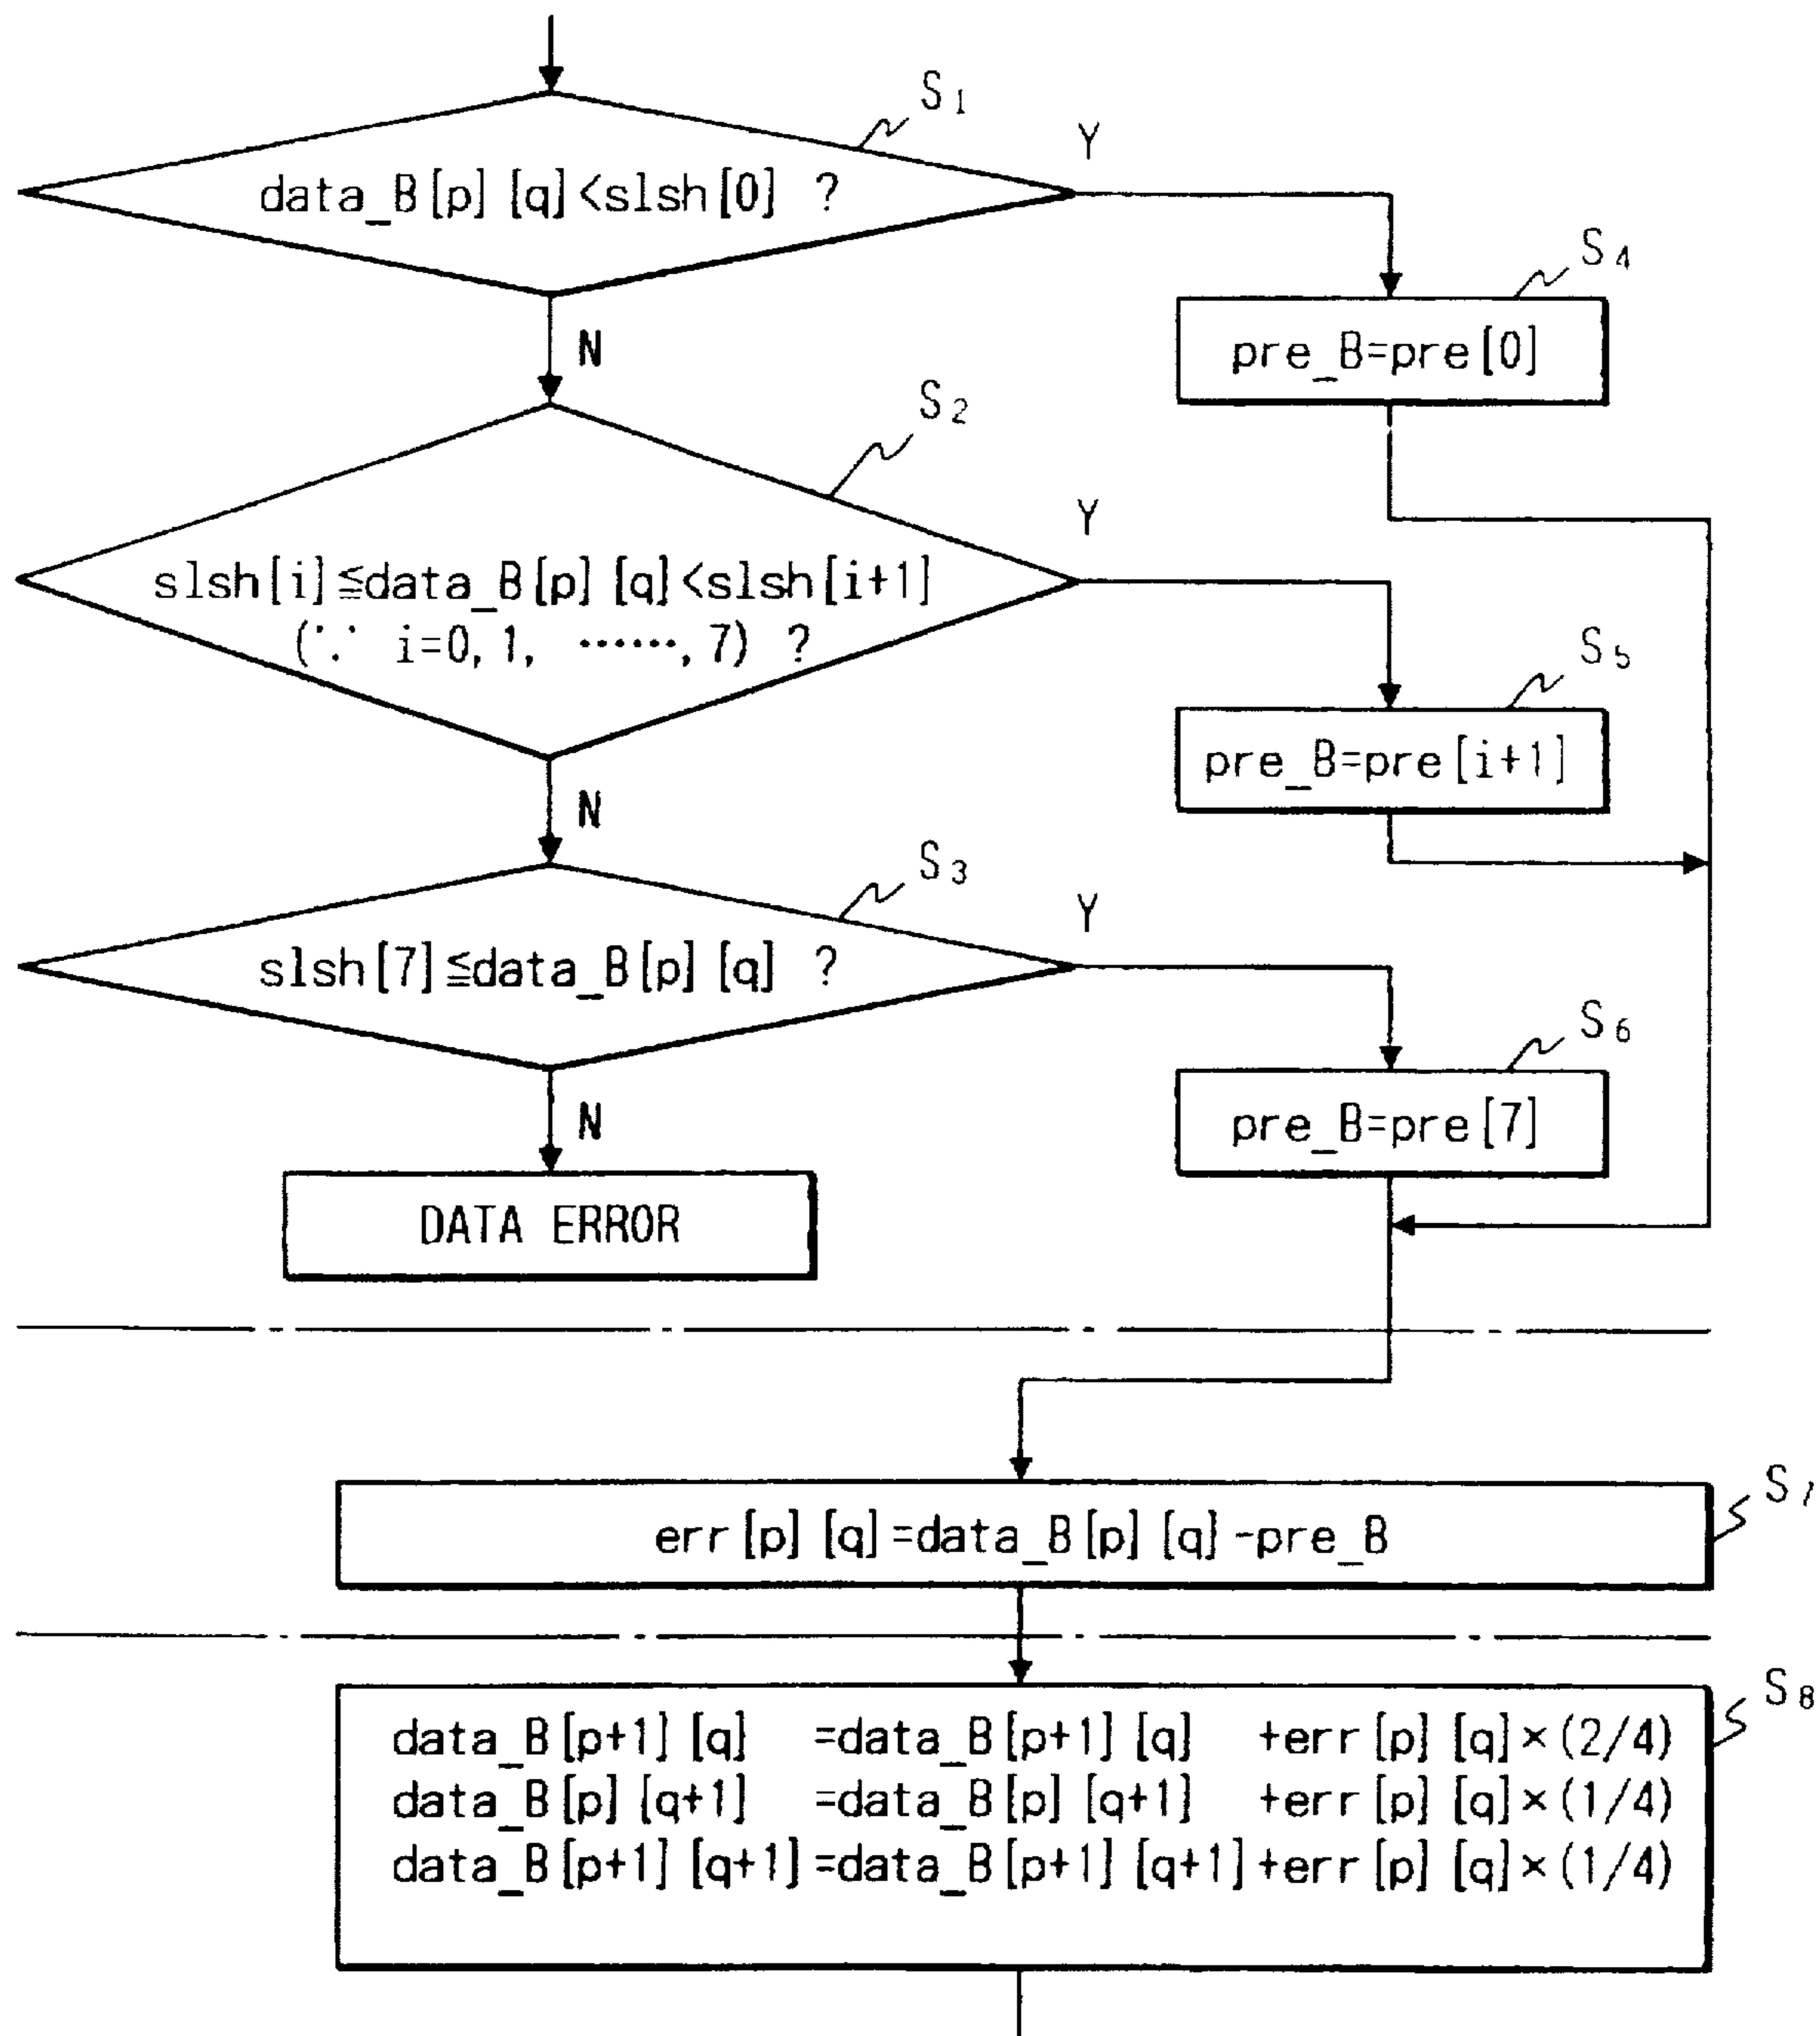 S1
data_B[p] [q]<slsh[0] ?
Y
S4
pre_B=pre[0]
N
S2
slsh[i]≦data_B[p] [q]<slsh[i+1]
(∵ i=0, 1, ……, 7) ?
Y
S5
pre_B=pre[i+1]
N
S3
slsh[7]≦data_B[p] [q] ?
Y
S6
pre_B=pre[7]
N
DATA ERROR
S7
err[p] [q]=data_B[p] [q]-pre_B
S8
data_B[p+1] [q] =data_B[p+1] [q] +err[p] [q]×(2/4)
data_B[p] [q+1] =data_B[p] [q+1] +err[p] [q]×(1/4)
data_B[p+1] [q+1]=data_B[p+1] [q+1]+err[p] [q]×(1/4)